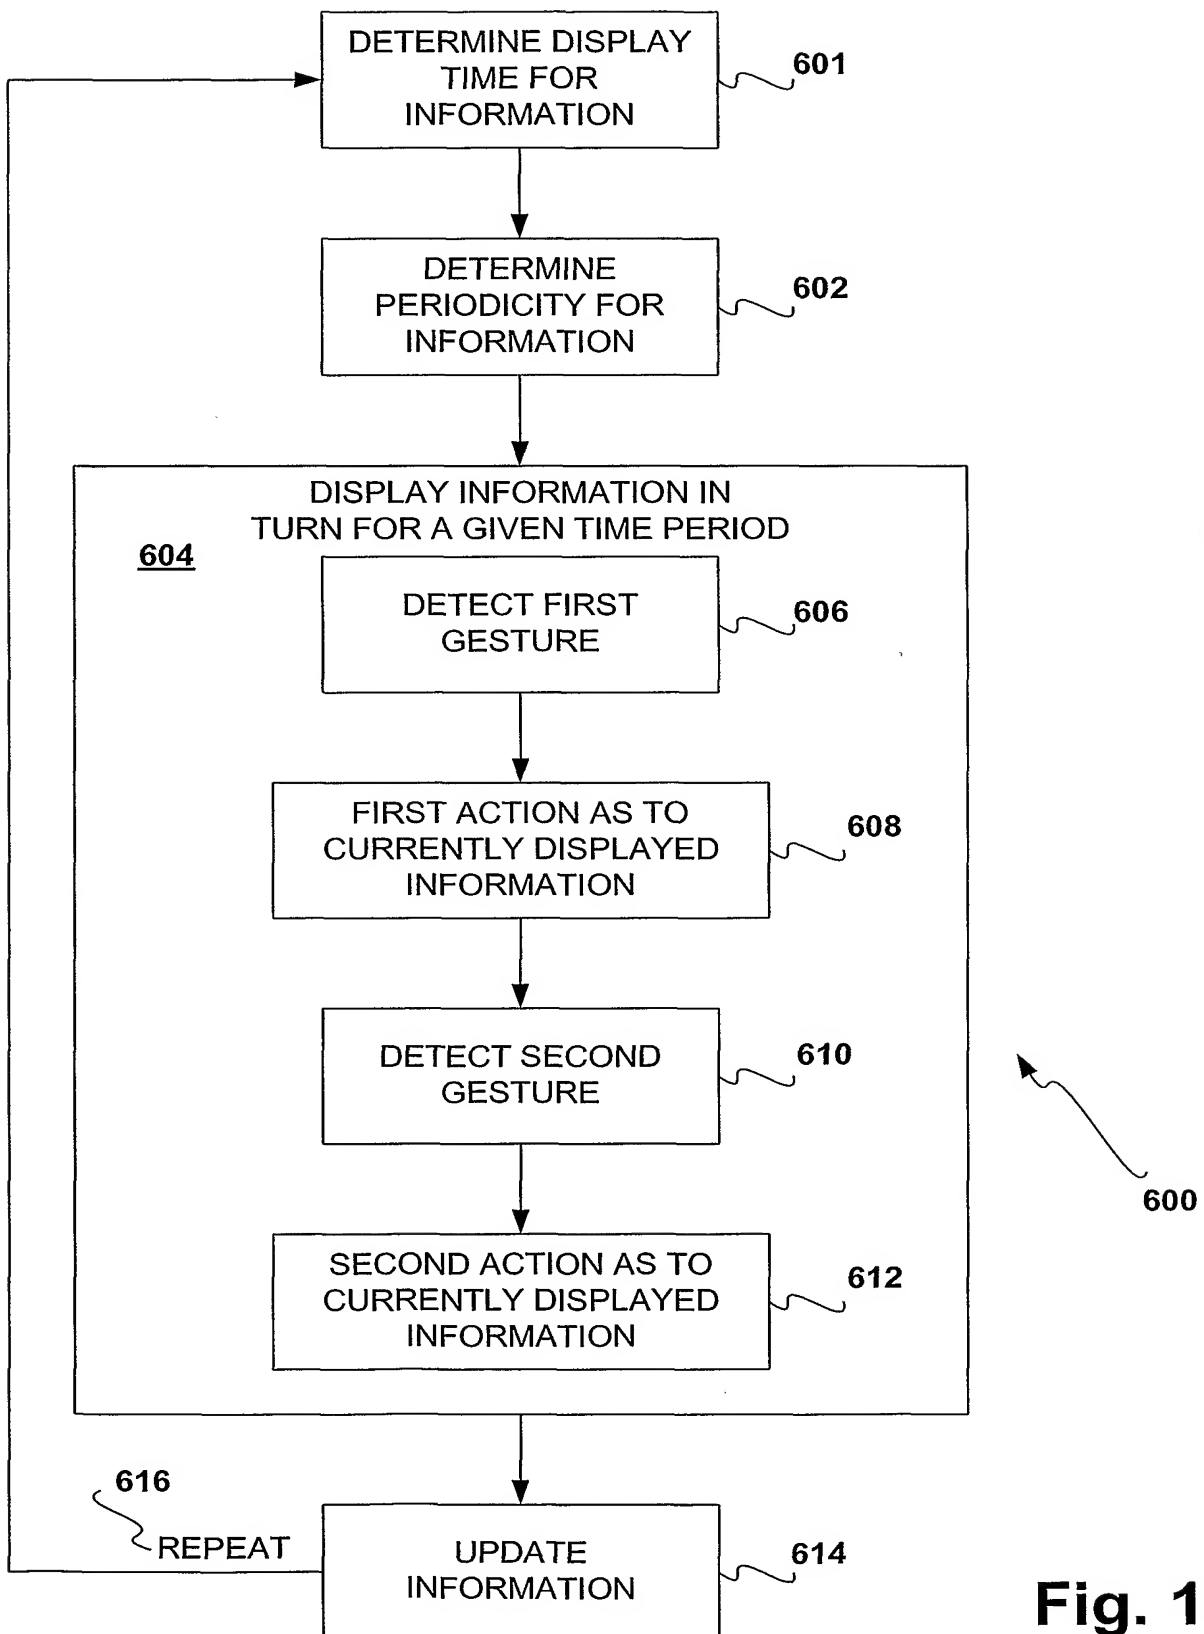 DETERMINE DISPLAY
TIME FOR
INFORMATION
601
DETERMINE
PERIODICITY FOR
INFORMATION
602
DISPLAY INFORMATION IN
TURN FOR A GIVEN TIME PERIOD
604
DETECT FIRST
GESTURE
606
FIRST ACTION AS TO
CURRENTLY DISPLAYED
INFORMATION
608
DETECT SECOND
GESTURE
610
600
SECOND ACTION AS TO
CURRENTLY DISPLAYED
INFORMATION
612
616
REPEAT
UPDATE
INFORMATION
614
Fig. 1